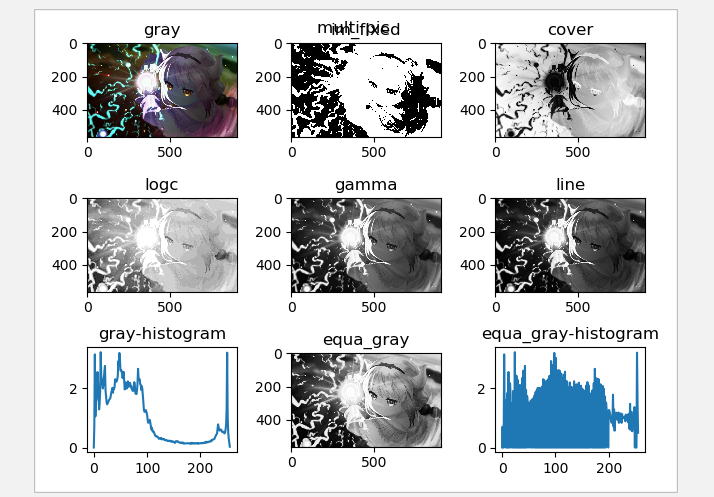 multi pic
gray im_fixed cover
0 0 0
200 200 200
400 400 400
0 500 0 500 0 500
logc gamma line
0 0 0
200 200 200
400 400 400
0 500 0 500 0 500
gray-histogram equa_gray equa_gray-histogram
0
2 200 2
400
0 0
0 100 200 0 500 0 100 200